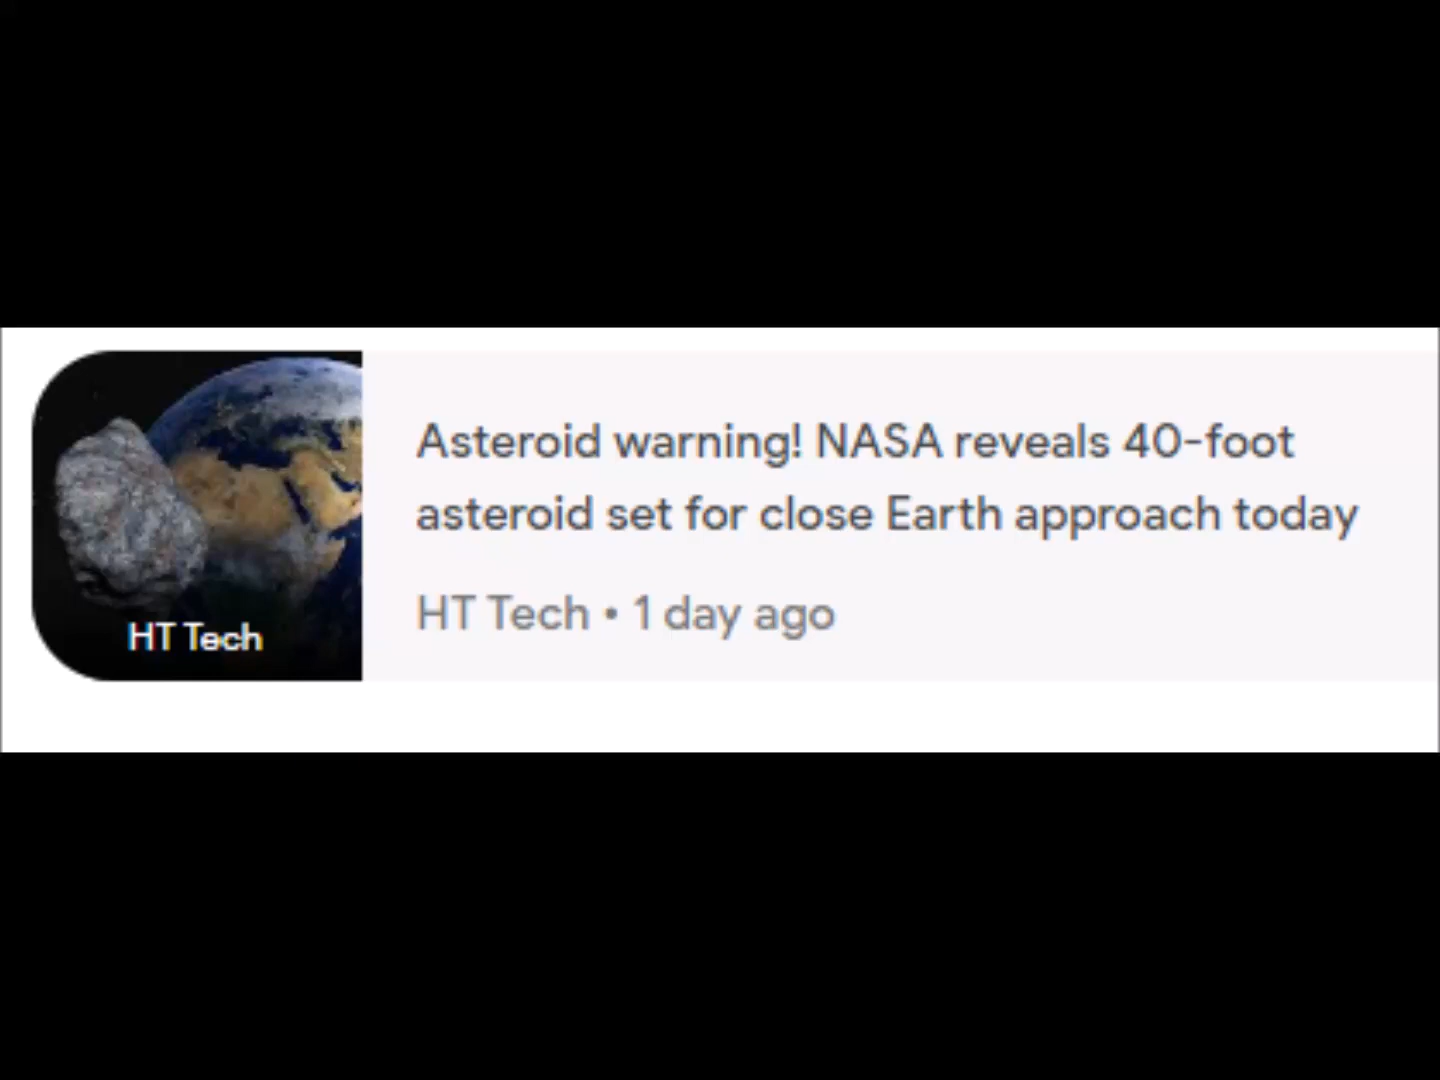 HT Tech
Asteroid warning! NASA reveals 40-foot
asteroid set for close Earth approach today
HT Tech • 1 day ago